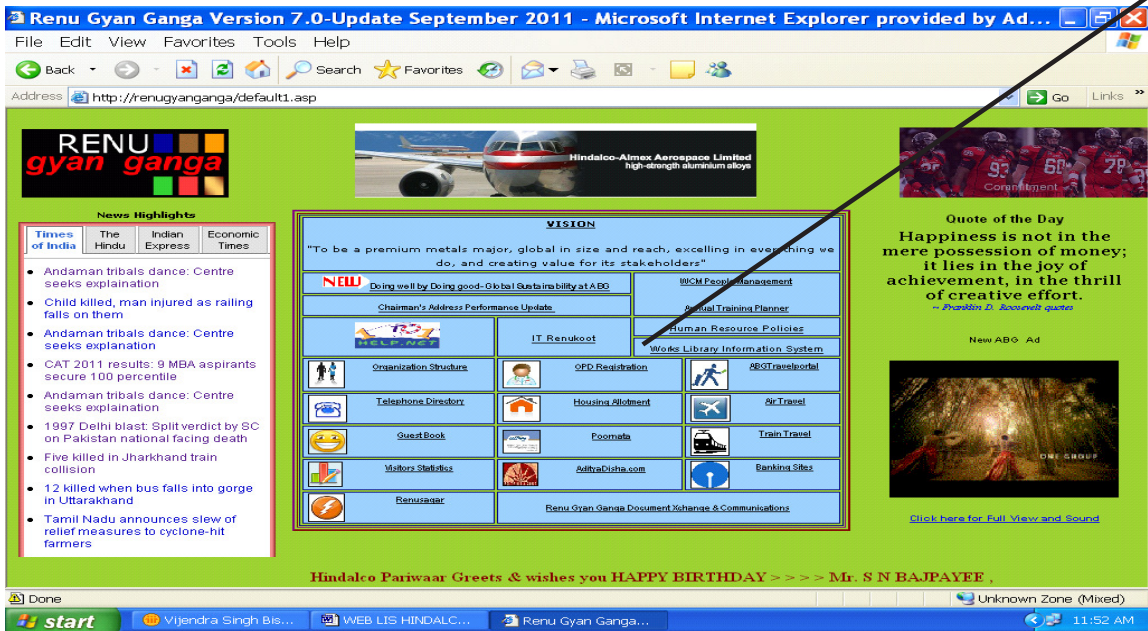 Renu Gyan Ganga Version 7.0-Update September 2011 - Microsoft Internet Explorer provided by Ad...
File Edit View Favorites Tools Help
Back Search Favorites
Address http://renugyanganga/default1.asp Go Links »
RENU
gyan ganga
Hindalco-Almex Aerospace Limited
high-strength aluminium alloys
93 60 78
Commitment
News Highlights
Times of India
The Hindu
Indian Express
Economic Times
Andaman tribals dance: Centre
seeks explaination
Child killed, man injured as railing
falls on them
Andaman tribals dance: Centre
seeks explanation
CAT 2011 results: 9 MBA aspirants
secure 100 percentile
Andaman tribals dance: Centre
seeks explaination
1997 Delhi blast: Split verdict by SC
on Pakistan national facing death
Five killed in Jharkhand train
collision
12 killed when bus falls into gorge
in Uttarakhand
Tamil Nadu announces slew of
relief measures to cyclone-hit
farmers
VISION
"To be a premium metals major, global in size and reach, excelling in everything we
do, and creating value for its stakeholders"
NEW Doing well by Doing good- Global Sustainability at ABG
WCM People Management
Chairman's Address Performance Update
Annual Training Planner
HELP.NET
IT Renukoot
Human Resource Policies
Works Library Information System
Organization Structure
OPD Registration
ABGTravelportal
Telephone Directory
Housing Allotment
Air Travel
Guest Book
Poornata
Train Travel
Visitors Statistics
AdityaDisha.com
Banking Sites
Renusagar
Renu Gyan Ganga Document Xchange & Communications
Quote of the Day
Happiness is not in the
mere possession of money;
it lies in the joy of
achievement, in the thrill
of creative effort.
~ Franklin D. Roosevelt quotes
New ABG Ad
ONE GROUP
Click here for Full View and Sound
Hindalco Pariwaar Greets & wishes you HAPPY BIRTHDAY > > > > Mr. S N BAJPAYEE ,
Done Unknown Zone (Mixed)
start Vijendra Singh Bis... WEB LIS HINDALC... Renu Gyan Ganga... 11:52 AM